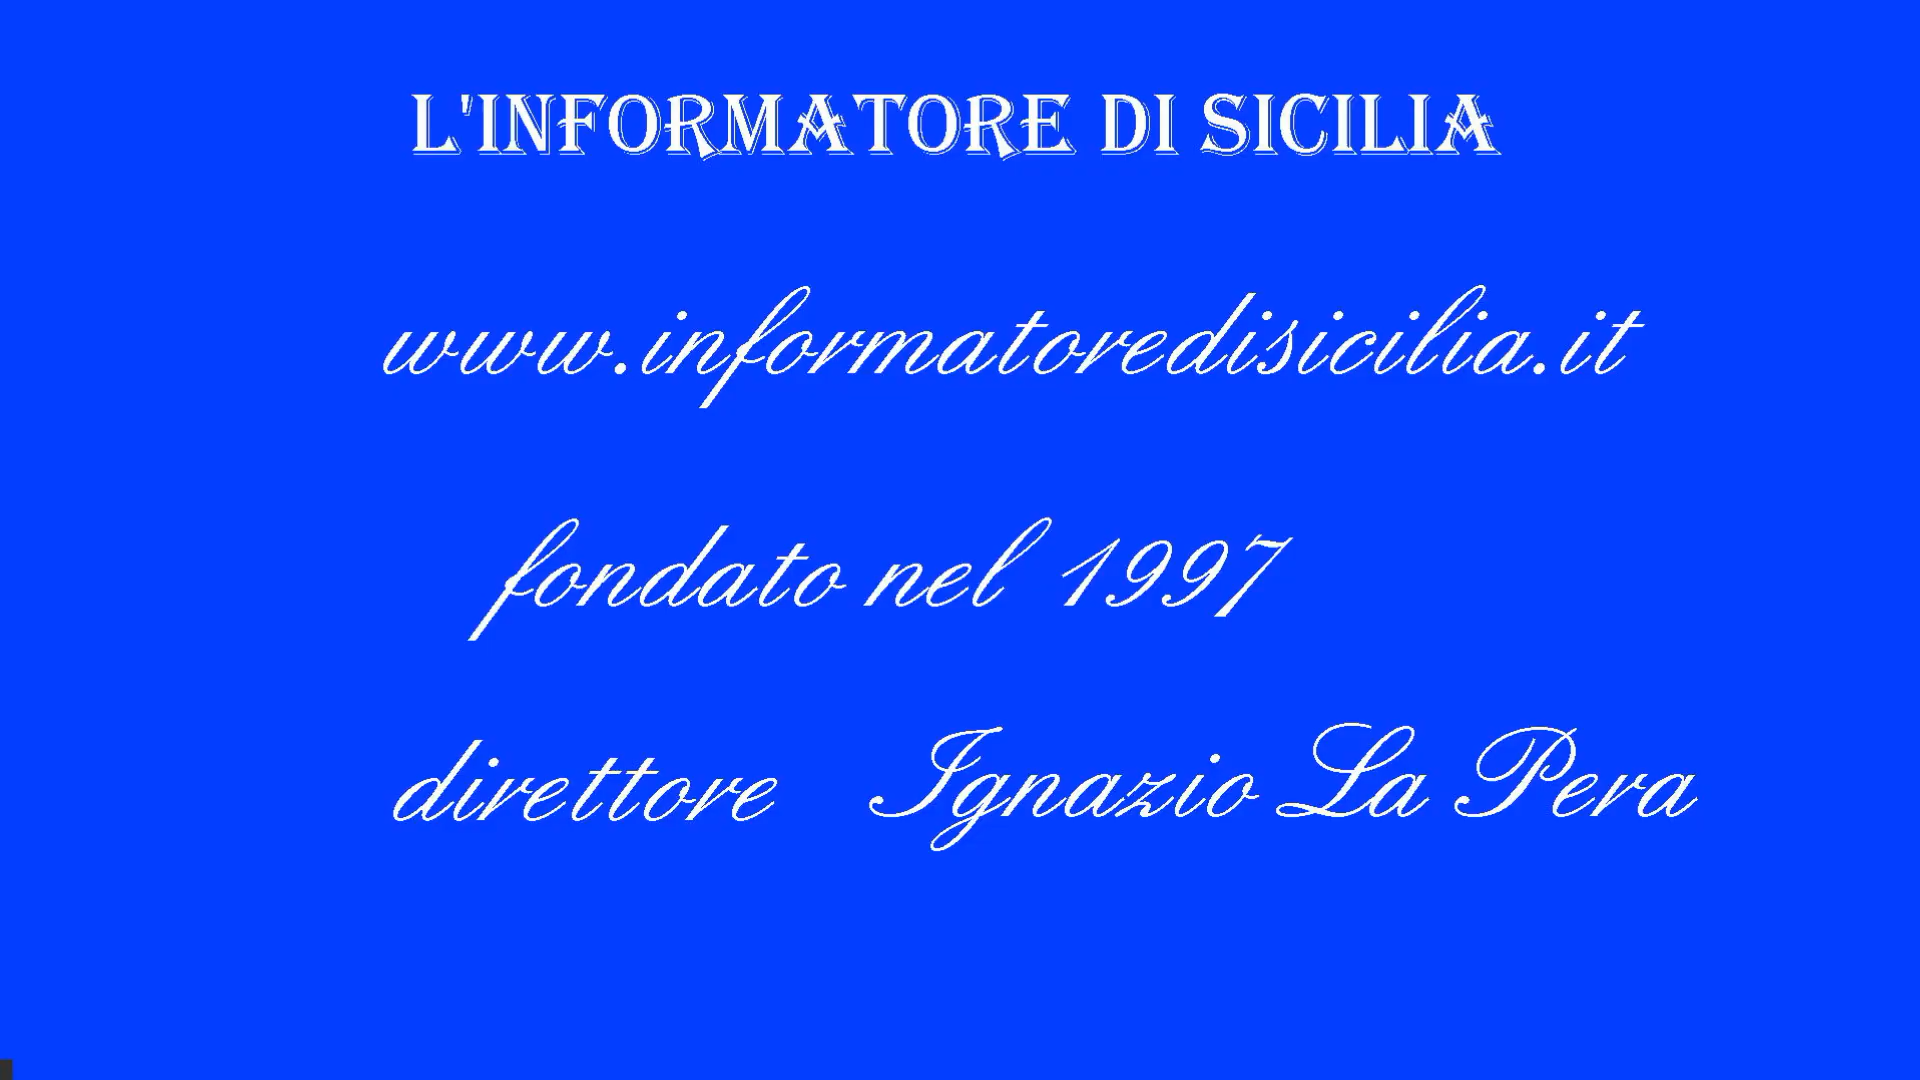 L'INFORMATORE DI SICILIA
www.informatoredisicilia.it
fondato nel 1997
direttore Ignazio La Pera